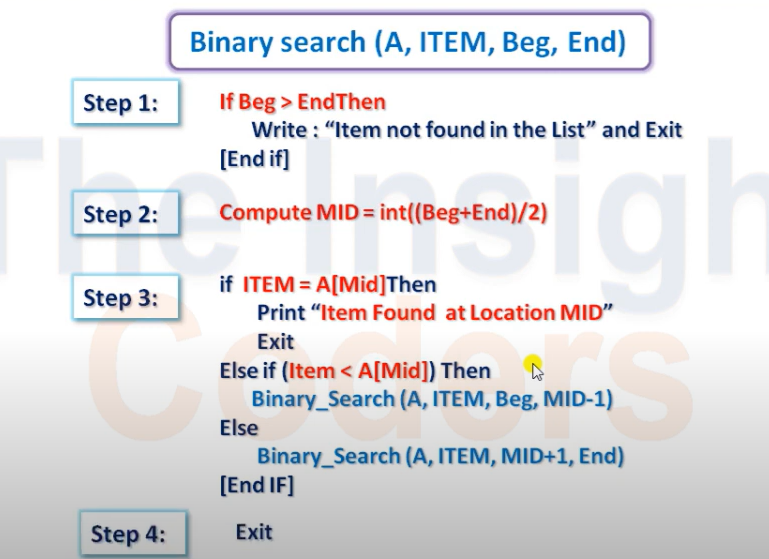 Binary search (A, ITEM, Beg, End)
Step 1:
If Beg > EndThen
Write : “Item not found in the List” and Exit
[End if]
Step 2:
Compute MID = int((Beg+End)/2)
Step 3:
if ITEM = A[Mid]Then
Print “Item Found at Location MID”
Exit
Else if (Item < A[Mid]) Then
Binary_Search (A, ITEM, Beg, MID-1)
Else
Binary_Search (A, ITEM, MID+1, End)
[End IF]
Step 4:
Exit
The Insigh
Coders